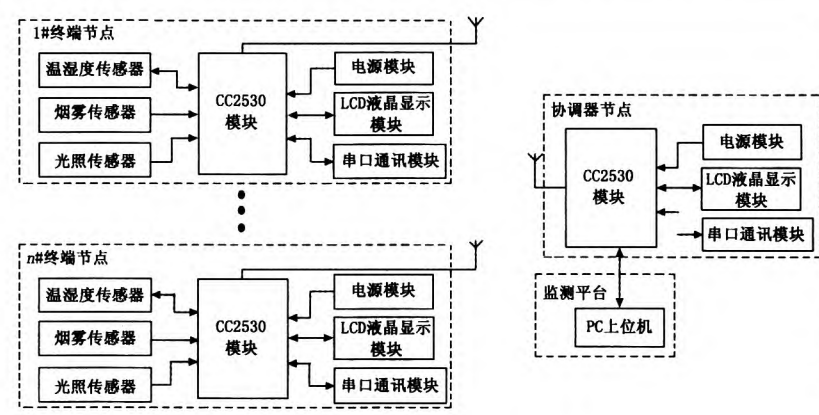 1#终端节点
温湿度传感器
烟雾传感器
光照传感器
CC2530
模块
电源模块
LCD液晶显示
模块
串口通讯模块
n#终端节点
温湿度传感器
烟雾传感器
光照传感器
CC2530
模块
电源模块
LCD液晶显示
模块
串口通讯模块
协调器节点
CC2530
模块
电源模块
LCD液晶显示
模块
串口通讯模块
监测平台
PC上位机